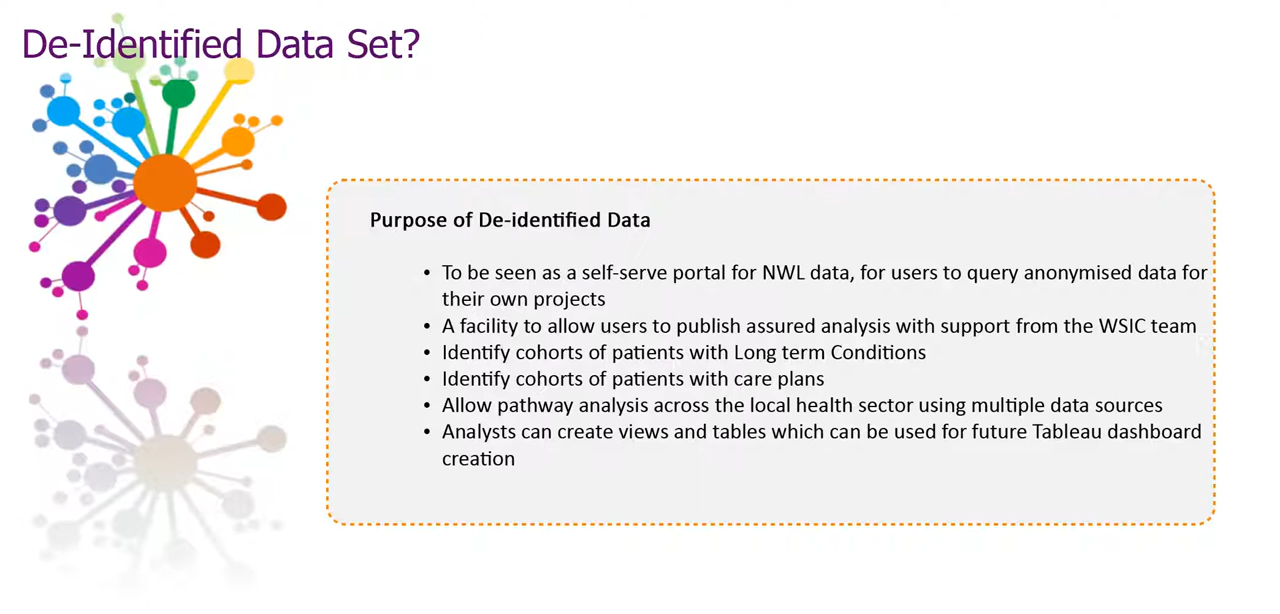 De-Identified Data Set?
Purpose of De-identified Data
• To be seen as a self-serve portal for NWL data, for users to query anonymised data for
their own projects
• A facility to allow users to publish assured analysis with support from the WSIC team
• Identify cohorts of patients with Long term Conditions
• Identify cohorts of patients with care plans
• Allow pathway analysis across the local health sector using multiple data sources
• Analysts can create views and tables which can be used for future Tableau dashboard
creation